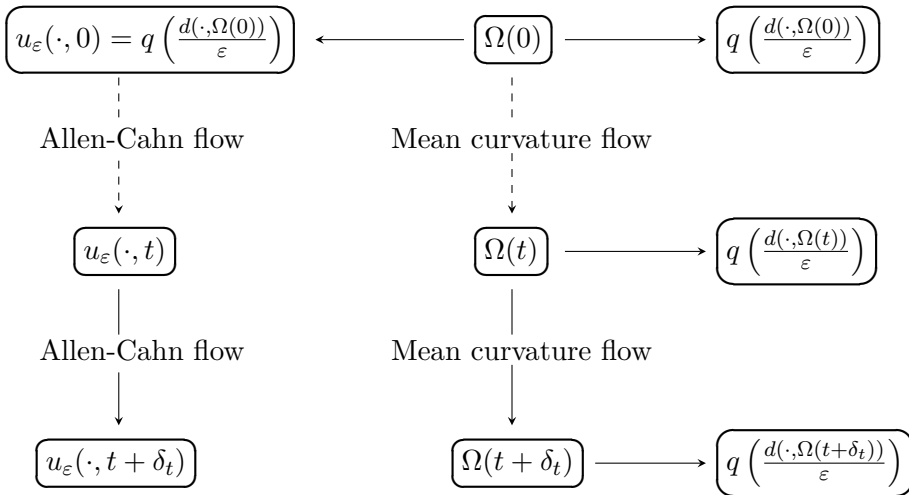 u_ε(·, 0) = q(d(·,Ω(0))/ε) Ω(0) q(d(·,Ω(0))/ε)
Allen-Cahn flow Mean curvature flow
u_ε(·, t) Ω(t) q(d(·,Ω(t))/ε)
Allen-Cahn flow Mean curvature flow
u_ε(·, t + δ_t) Ω(t + δ_t) q(d(·,Ω(t+δ_t))/ε)